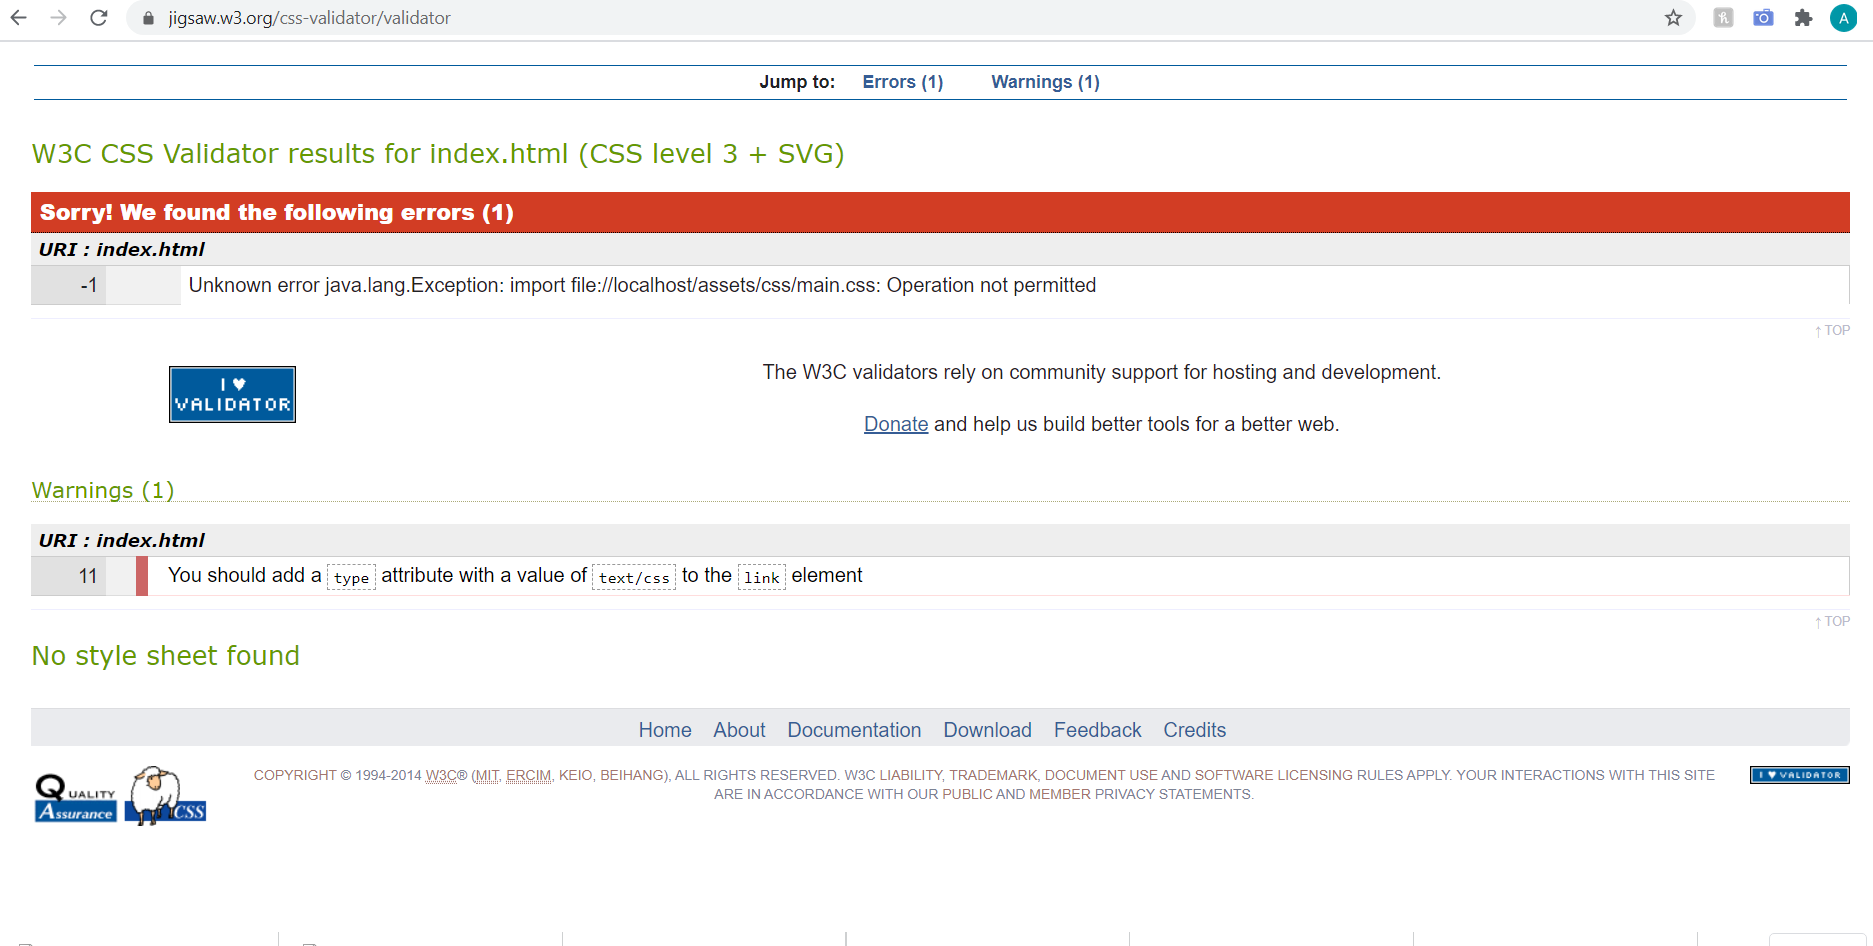 jigsaw.w3.org/css-validator/validator
A
Jump to: Errors (1) Warnings (1)
W3C CSS Validator results for index.html (CSS level 3 + SVG)
Sorry! We found the following errors (1)
URI : index.html
-1 Unknown error java.lang.Exception: import file://localhost/assets/css/main.css: Operation not permitted
↑ TOP
I ♥
VALIDATOR
The W3C validators rely on community support for hosting and development.
Donate and help us build better tools for a better web.
Warnings (1)
URI : index.html
11 You should add a type attribute with a value of text/css to the link element
↑ TOP
No style sheet found
Home About Documentation Download Feedback Credits
QUALITY
Assurance
CSS
COPYRIGHT © 1994-2014 W3C® (MIT, ERCIM, KEIO, BEIHANG), ALL RIGHTS RESERVED. W3C LIABILITY, TRADEMARK, DOCUMENT USE AND SOFTWARE LICENSING RULES APPLY. YOUR INTERACTIONS WITH THIS SITE
ARE IN ACCORDANCE WITH OUR PUBLIC AND MEMBER PRIVACY STATEMENTS.
I ♥ VALIDATOR